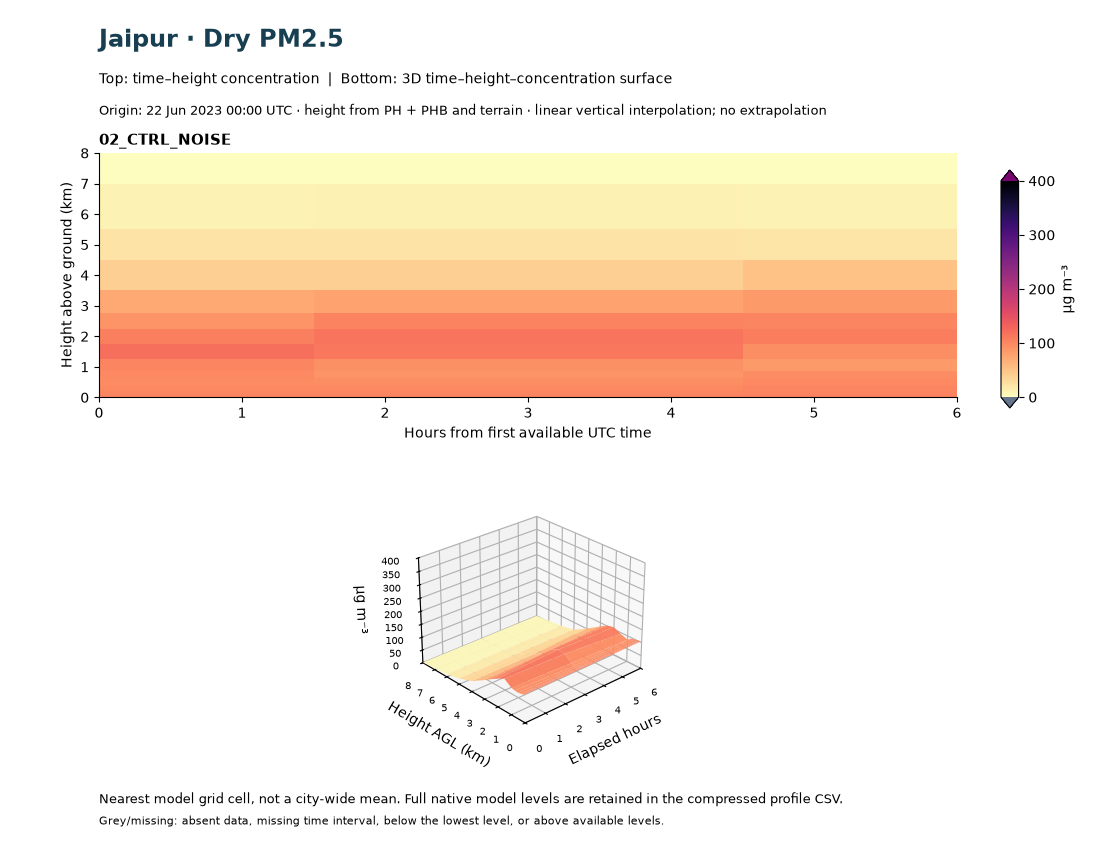 Jaipur · Dry PM2.5
Top: time–height concentration | Bottom: 3D time–height–concentration surface
Origin: 22 Jun 2023 00:00 UTC · height from PH + PHB and terrain · linear vertical interpolation; no extrapolation
02_CTRL_NOISE
8
7
6
5
4
3
2
1
0
Height above ground (km)
0 1 2 3 4 5 6
Hours from first available UTC time
400
300
200
100
0
µg m⁻³
400
350
300
250
200
150
100
50
0
µg m⁻³
8 7 6 5 4 3 2 1 0
Height AGL (km)
0 1 2 3 4 5 6
Elapsed hours
Nearest model grid cell, not a city-wide mean. Full native model levels are retained in the compressed profile CSV.
Grey/missing: absent data, missing time interval, below the lowest level, or above available levels.